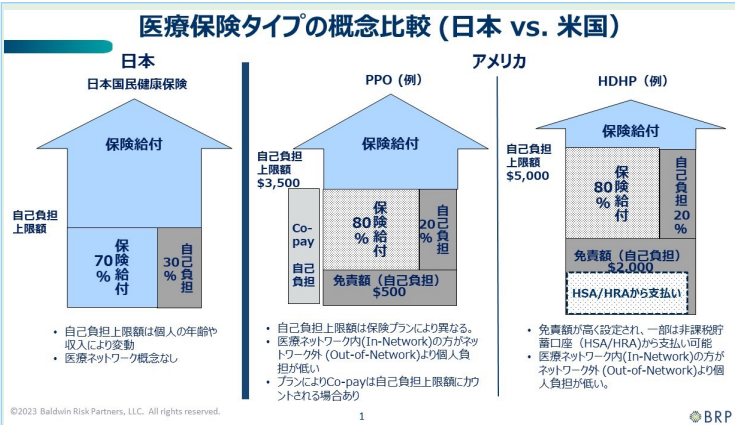 医療保険タイプの概念比較 (日本 vs. 米国)
日本
日本国民健康保険
保険給付
自己負担
上限額
70%
保険給付
30%
自己負担
• 自己負担上限額は個人の年齢や
収入により変動
• 医療ネットワーク概念なし
アメリカ
PPO(例)
保険給付
自己負担
上限額
$3,500
Co-
pay
自己
負担
80%
保険給付
20%
自己負担
免責額(自己負担)
$500
• 自己負担上限額は保険プランにより異なる。
• 医療ネットワーク内(In-Network)の方がネッ
トワーク外 (Out-of-Network)より個人負
担が低い
• プランによりCo-payは自己負担上限額にカウ
ントされる場合あり
HDHP(例)
保険給付
自己負担
上限額
$5,000
80%
保険給付
自己負担
20
%
免責額(自己負担)
$2,000
HSA/HRAから支払い
• 免責額が高く設定され、一部は非課税貯
蓄口座(HSA/HRA)から支払い可能
• 医療ネットワーク内(In-Network)の方が
ネットワーク外 (Out-of-Network)より個
人負担が低い。
©2023 Baldwin Risk Partners, LLC. All rights reserved.
1
BRP